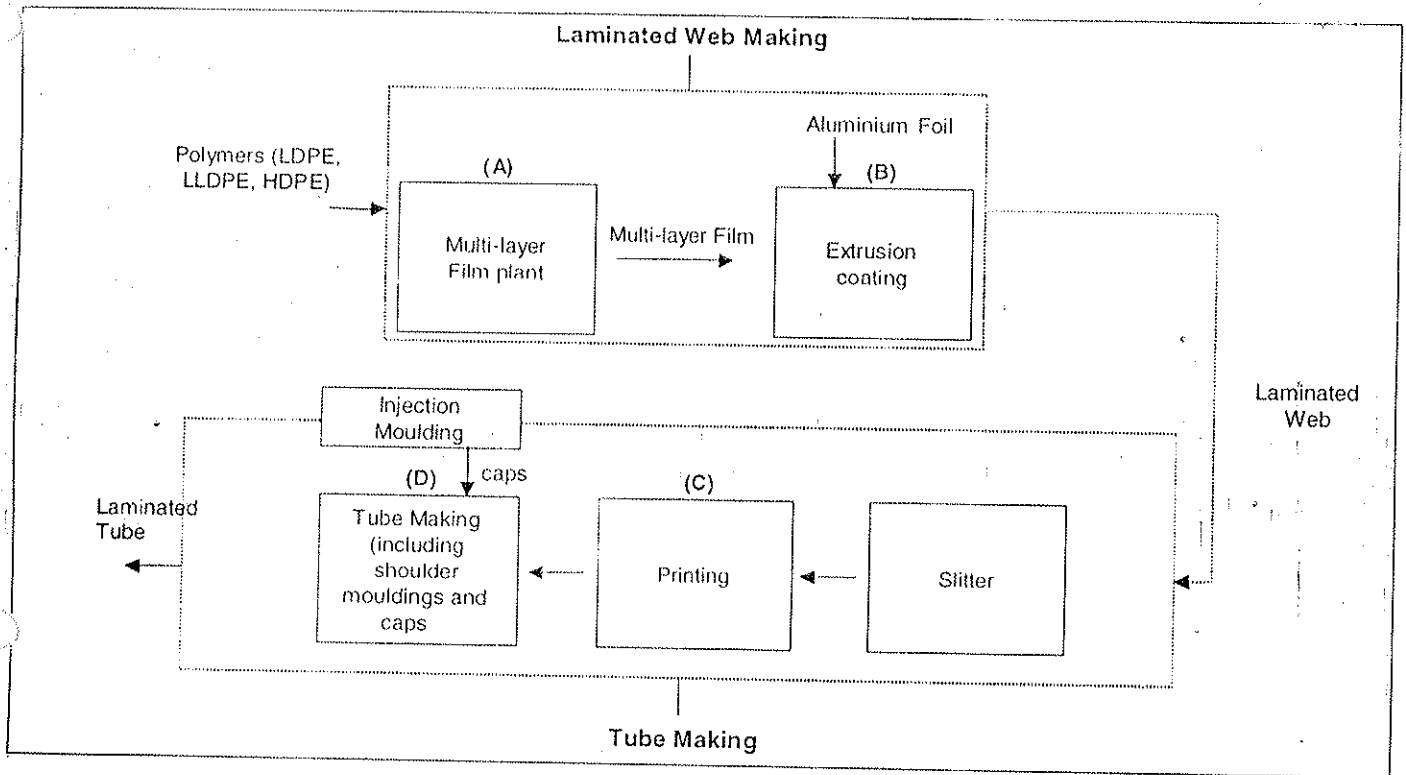 Laminated Web Making
Aluminium Foil
Polymers (LDPE,
LLDPE, HDPE)
(A)
(B)
Multi-layer
Film plant
Multi-layer Film
Extrusion
coating
Laminated
Web
Injection
Moulding
caps
(D)
(C)
Laminated
Tube
Tube Making
(including
shoulder
mouldings and
caps
Printing
Slitter
Tube Making